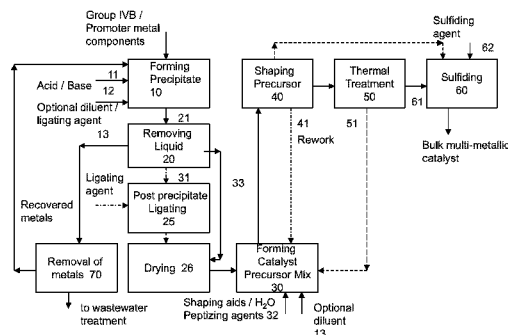 Group IVB /
Promoter metal
components
Sulfiding
agent
62
Acid / Base
11
12
Optional diluent /
ligating agent
Forming
Precipitate
10
Shaping
Precursor
40
Thermal
Treatment
50
61
Sulfiding
60
13
21
Removing
Liquid
20
41
Rework
51
Bulk multi-metallic
catalyst
Ligating
agent
31
33
Post precipitate
Ligating
25
Recovered
metals
Removal of
metals 70
Drying 26
Forming
Catalyst
Precursor Mix
30
to wastewater
treatment
Shaping aids / H2O
Peptizing agents 32
Optional
diluent
13